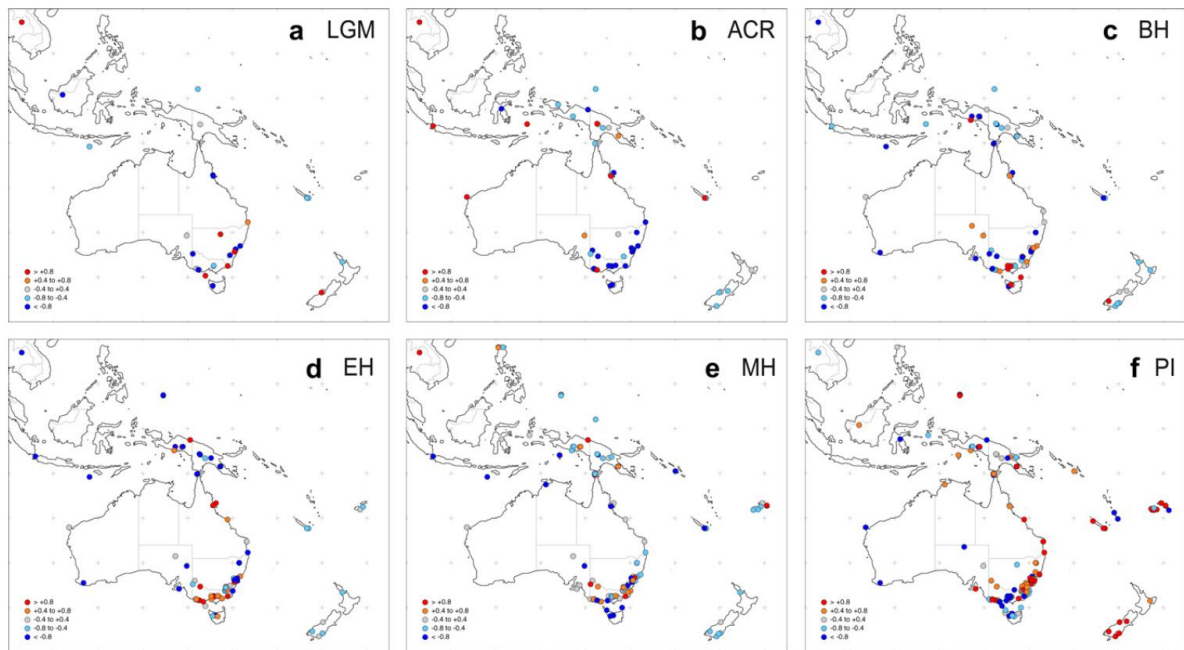 a LGM
> +0.8
+0.4 to +0.8
-0.4 to +0.4
-0.8 to -0.4
< -0.8
b ACR
> +0.8
+0.4 to +0.8
-0.4 to +0.4
-0.8 to -0.4
< -0.8
c BH
> +0.8
+0.4 to +0.8
-0.4 to +0.4
-0.8 to -0.4
< -0.8
d EH
> +0.8
+0.4 to +0.8
-0.4 to +0.4
-0.8 to -0.4
< -0.8
e MH
> +0.8
+0.4 to +0.8
-0.4 to +0.4
-0.8 to -0.4
< -0.8
f PI
> +0.8
+0.4 to +0.8
-0.4 to +0.4
-0.8 to -0.4
< -0.8